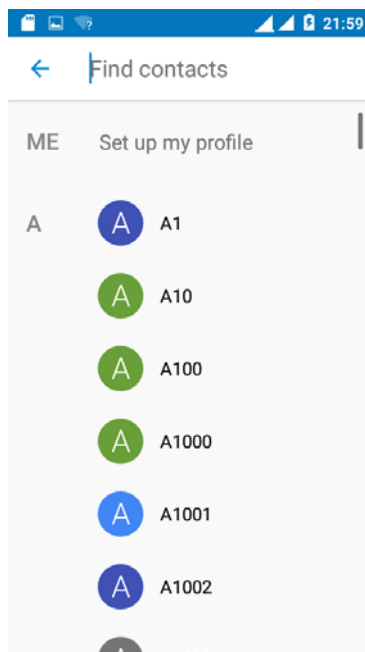 21:59
Find contacts
ME Set up my profile
A A A1
A A10
A A100
A A1000
A A1001
A A1002